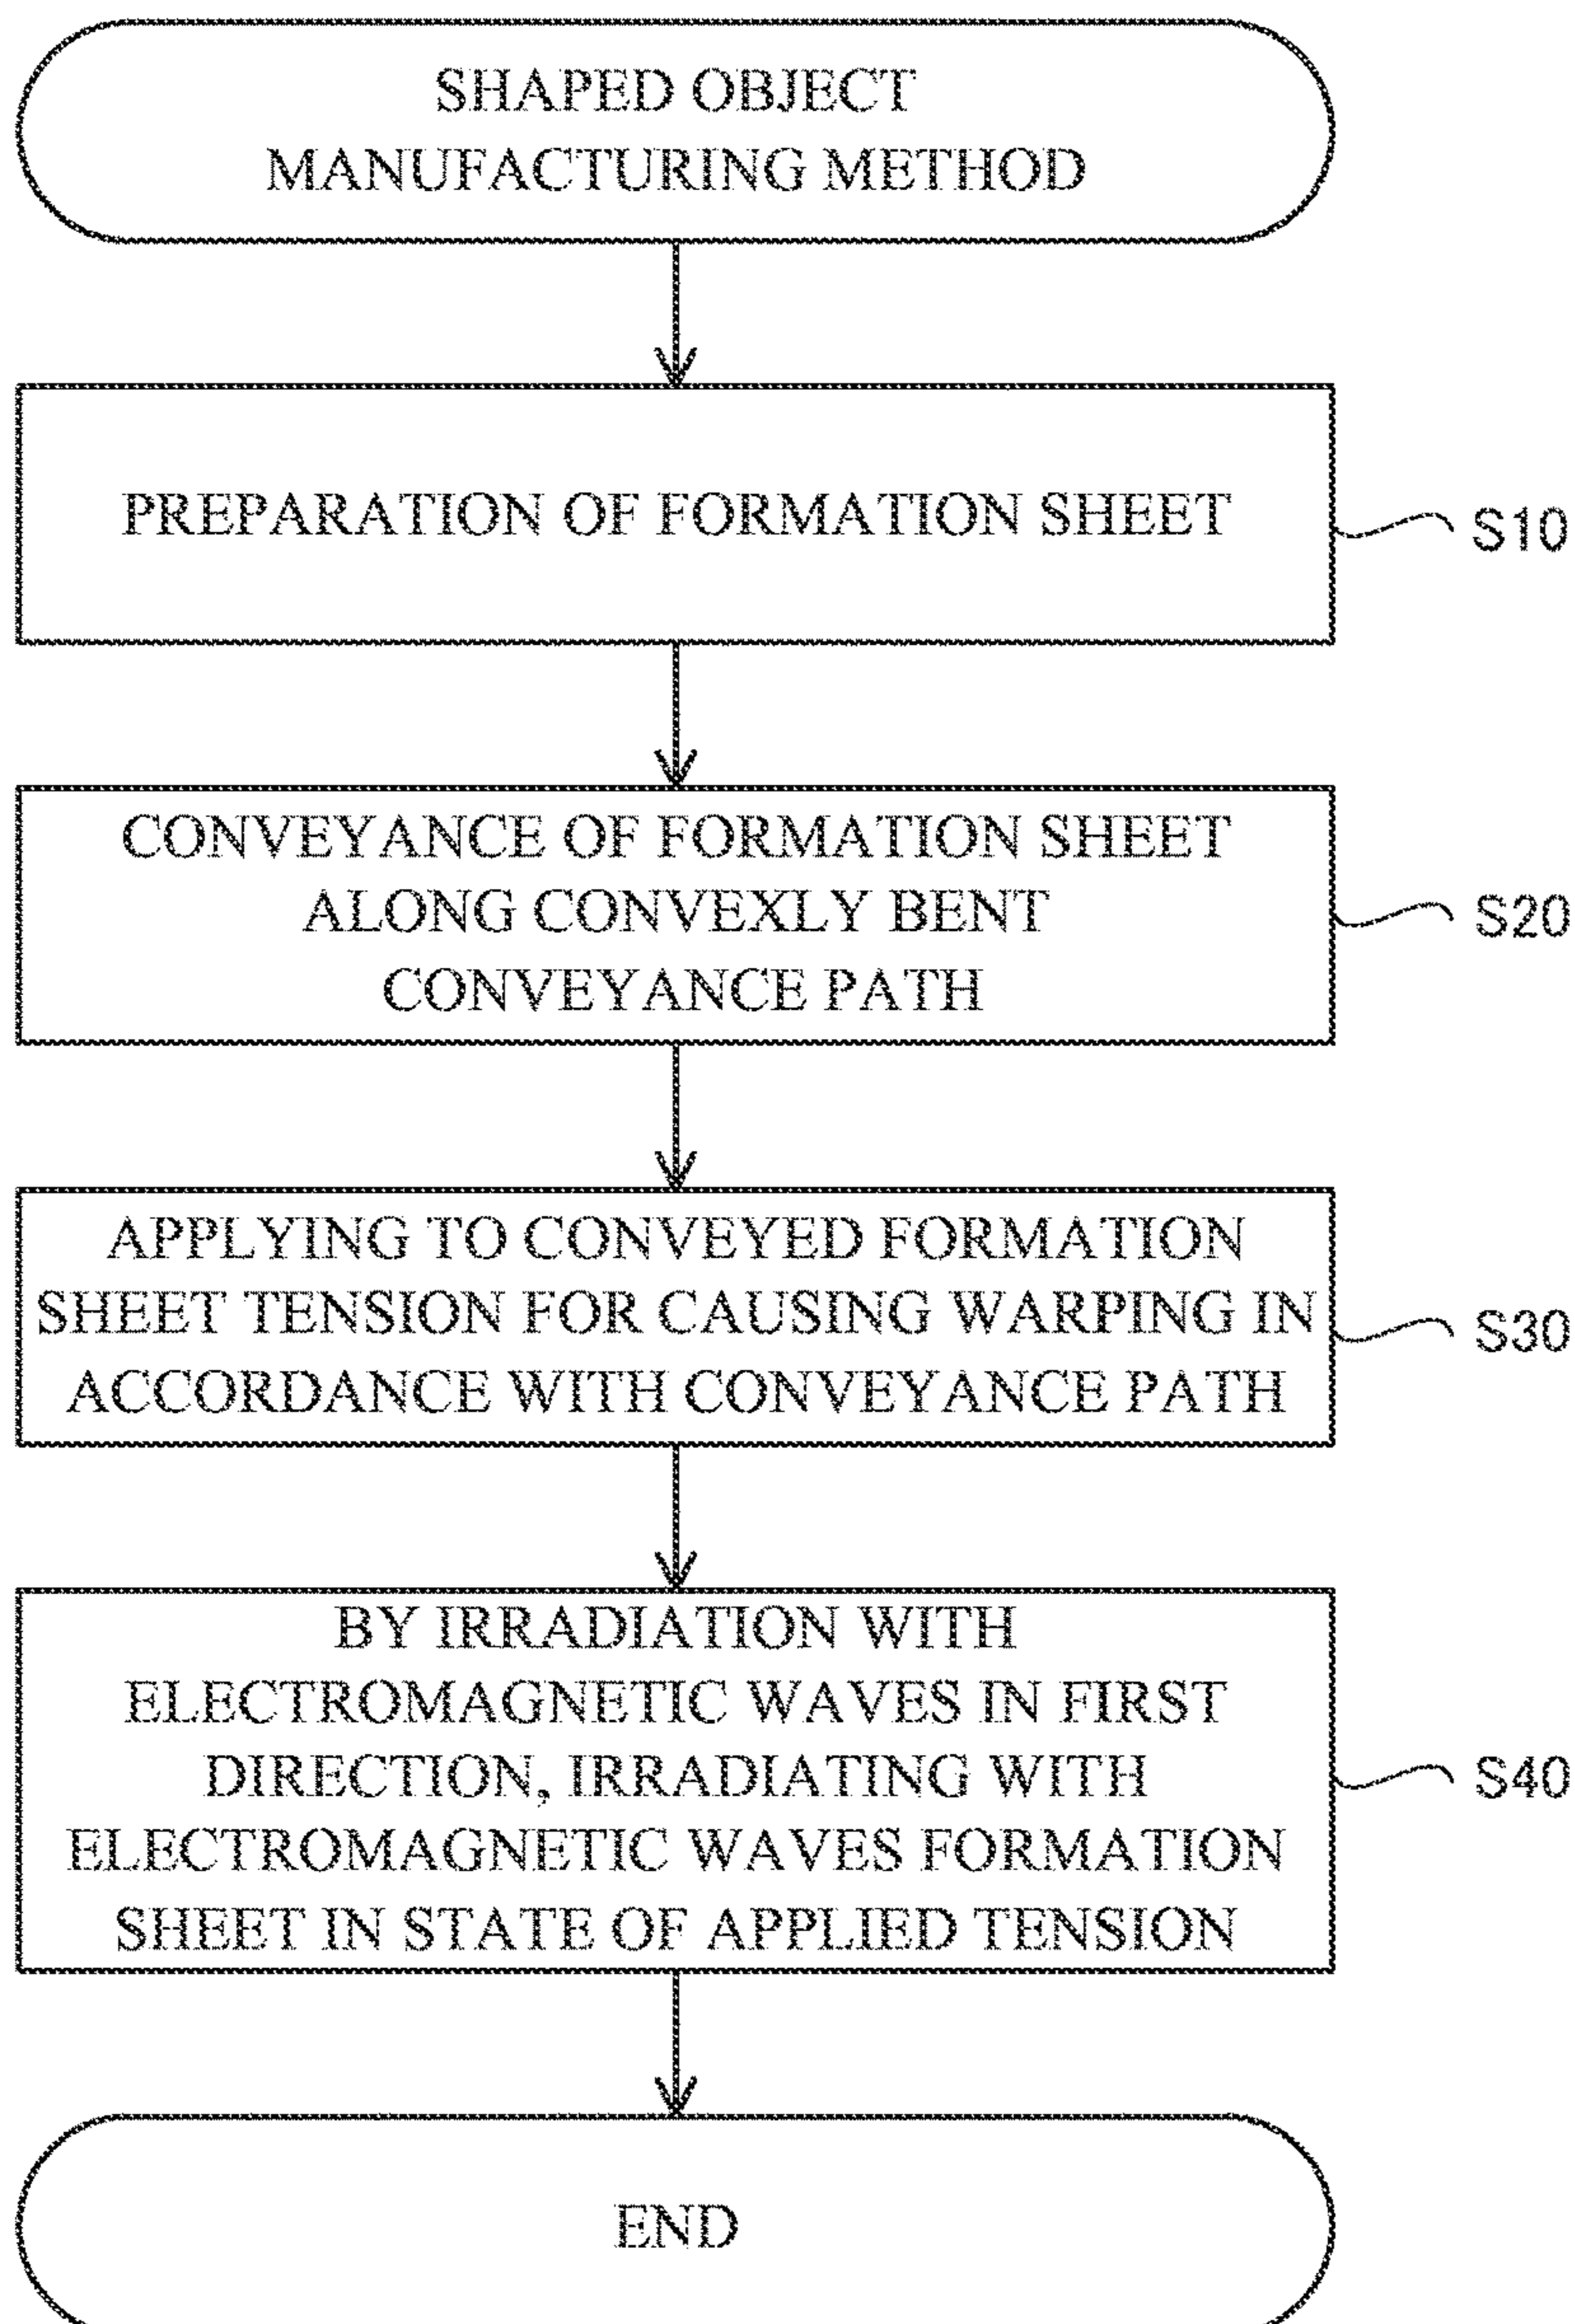 SHAPED OBJECT
MANUFACTURING METHOD
PREPARATION OF FORMATION SHEET
S10
CONVEYANCE OF FORMATION SHEET
ALONG CONVEXLY BENT
CONVEYANCE PATH
S20
APPLYING TO CONVEYED FORMATION
SHEET TENSION FOR CAUSING WARPING IN
ACCORDANCE WITH CONVEYANCE PATH
S30
BY IRRADIATION WITH
ELECTROMAGNETIC WAVES IN FIRST
DIRECTION, IRRADIATING WITH
ELECTROMAGNETIC WAVES FORMATION
SHEET IN STATE OF APPLIED TENSION
S40
END